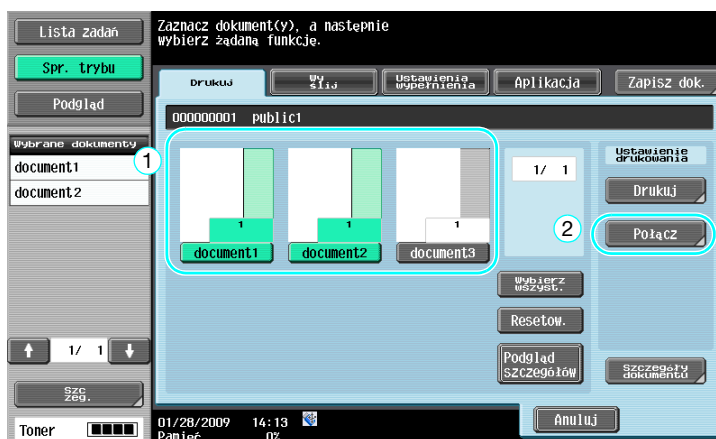 Lista zadań
Spr. trybu
Podgląd
Wybrane dokumenty
document1
document2
1/ 1
Szc
zeg.
Toner
Zaznacz dokument(y), a następnie
wybierz żądaną funkcję.
Drukuj
Wy
ślij
Ustawienia
wypełnienia
Aplikacja
Zapisz dok.
000000001 public1
1
1
document1
1
document2
1
document3
1/ 1
Wybierz
wszyst.
Resetow.
Podgląd
szczegółów
Ustawienie
drukowania
Drukuj
2
Połącz
Szczegóły
dokumentu
Anuluj
01/28/2009 14:13
Pamięć 0%